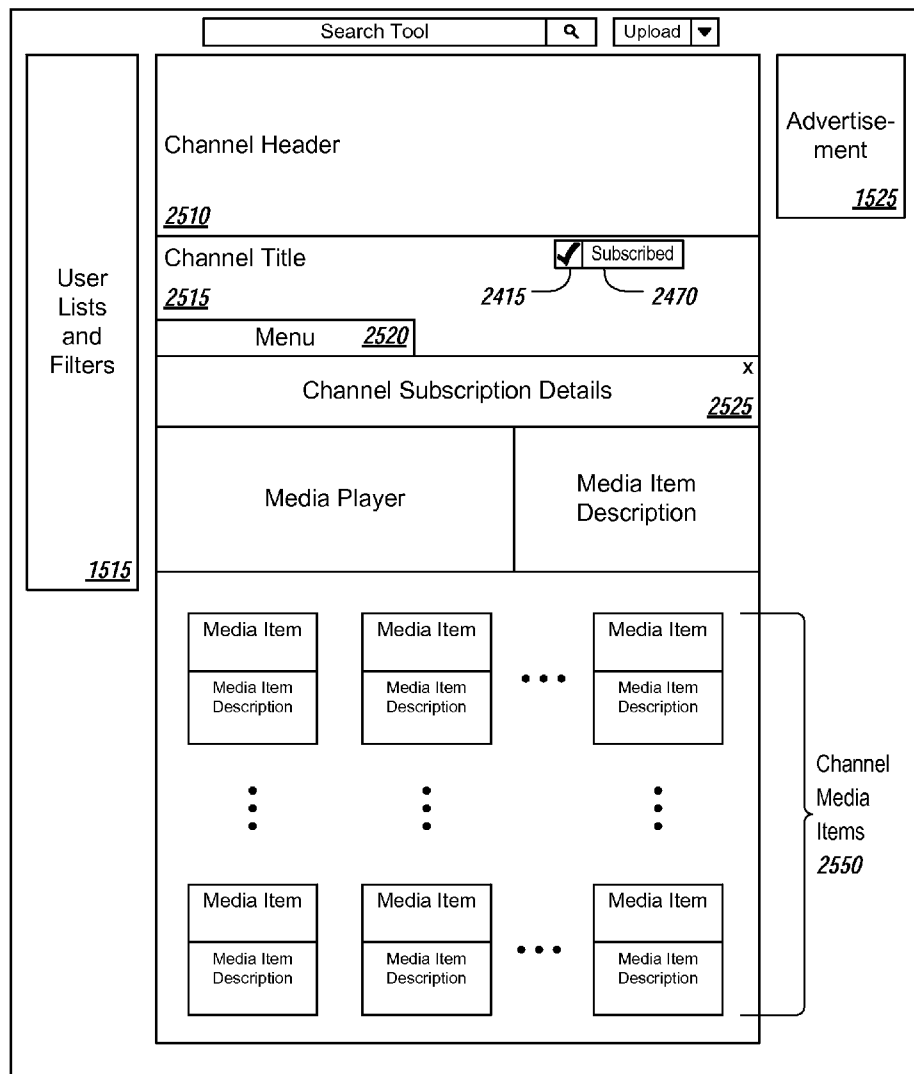 Search Tool
Upload
User
Lists
and
Filters
1515
Channel Header
2510
Advertise-
ment
1525
Channel Title
2515
Subscribed
2415
2470
Menu 2520
X
Channel Subscription Details
2525
Media Player
Media Item
Description
Media Item
Media Item
Description
Media Item
Media Item
Description
Media Item
Media Item
Description
Channel
Media
Items
2550
Media Item
Media Item
Description
Media Item
Media Item
Description
Media Item
Media Item
Description